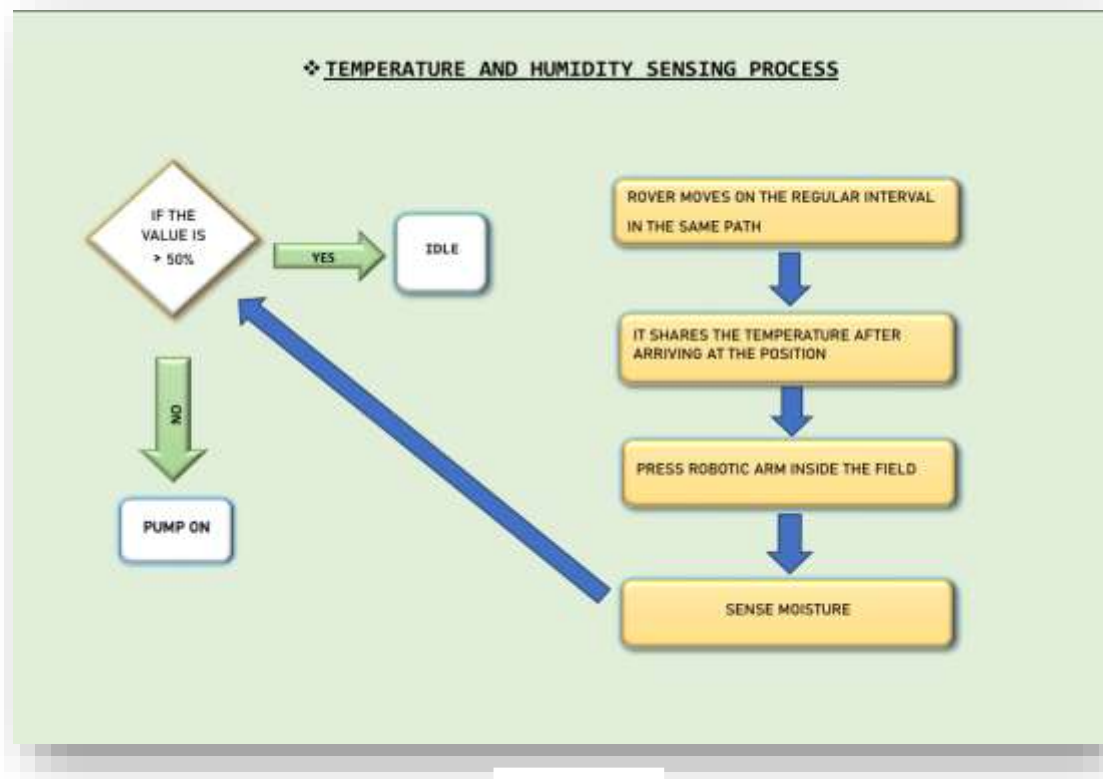 ❖ TEMPERATURE AND HUMIDITY SENSING PROCESS
ROVER MOVES ON THE REGULAR INTERVAL
IN THE SAME PATH
IT SHARES THE TEMPERATURE AFTER
ARRIVING AT THE POSITION
PRESS ROBOTIC ARM INSIDE THE FIELD
SENSE MOISTURE
IF THE
VALUE IS
> 50%
YES
IDLE
NO
PUMP ON